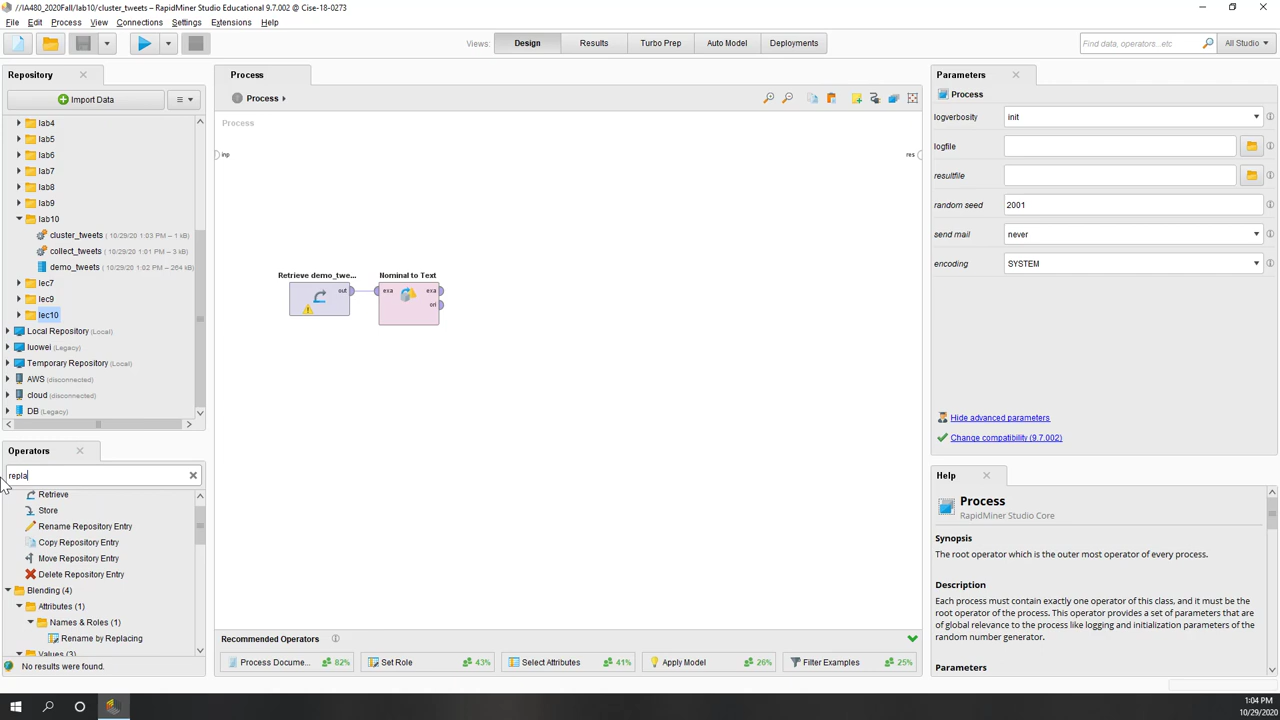 //IA480_2020Fall/lab10/cluster_tweets – RapidMiner Studio Educational 9.7.002 @ Cise-18-0273
File Edit Process View Connections Settings Extensions Help
Views: Design Results Turbo Prep Auto Model Deployments
Find data, operators...etc All Studio
Repository
Import Data
lab4
lab5
lab6
lab7
lab8
lab9
lab10
cluster_tweets (10/29/20 1:03 PM – 1 kB)
collect_tweets (10/29/20 1:01 PM – 3 kB)
demo_tweets (10/29/20 1:02 PM – 264 kB)
lec7
lec9
lec10
Local Repository (Local)
luowei (Legacy)
Temporary Repository (Local)
AWS (disconnected)
cloud (disconnected)
DB (Legacy)
Operators
repla
Retrieve
Store
Rename Repository Entry
Copy Repository Entry
Move Repository Entry
Delete Repository Entry
Blending (4)
Attributes (1)
Names & Roles (1)
Rename by Replacing
Values (3)
No results were found.
Process
Process
Process
inp
res
Retrieve demo_twe...
out
Nominal to Text
exa exa
ori
Recommended Operators
Process Docume... 82%
Set Role 43%
Select Attributes 41%
Apply Model 26%
Filter Examples 25%
Parameters
Process
logverbosity init
logfile
resultfile
random seed 2001
send mail never
encoding SYSTEM
Hide advanced parameters
Change compatibility (9.7.002)
Help
Process
RapidMiner Studio Core
Synopsis
The root operator which is the outer most operator of every process.
Description
Each process must contain exactly one operator of this class, and it must be the
root operator of the process. This operator provides a set of parameters that are
of global relevance to the process like logging and initialization parameters of the
random number generator.
Parameters
1:04 PM
10/29/2020